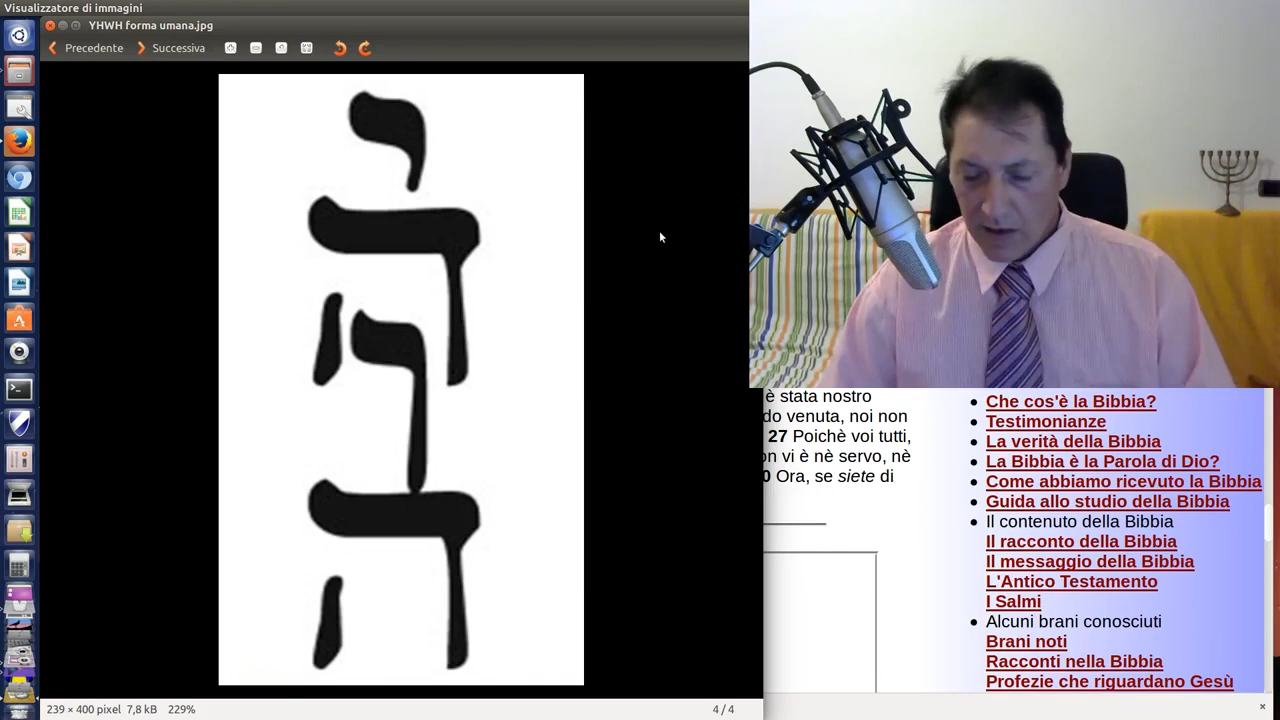 Visualizzatore di immagini
YHWH forma umana.jpg
Precedente
Successiva
י
ה
ו
ה
239 × 400 pixel 7,8 kB 229%
4 / 4
è stata nostro
do venuta, noi non
27 Poichè voi tutti,
on vi è nè servo, nè
0 Ora, se siete di
Che cos'è la Bibbia?
Testimonianze
La verità della Bibbia
La Bibbia è la Parola di Dio?
Come abbiamo ricevuto la Bibbia
Guida allo studio della Bibbia
Il contenuto della Bibbia
Il racconto della Bibbia
Il messaggio della Bibbia
L'Antico Testamento
I Salmi
Alcuni brani conosciuti
Brani noti
Racconti nella Bibbia
Profezie che riguardano Gesù